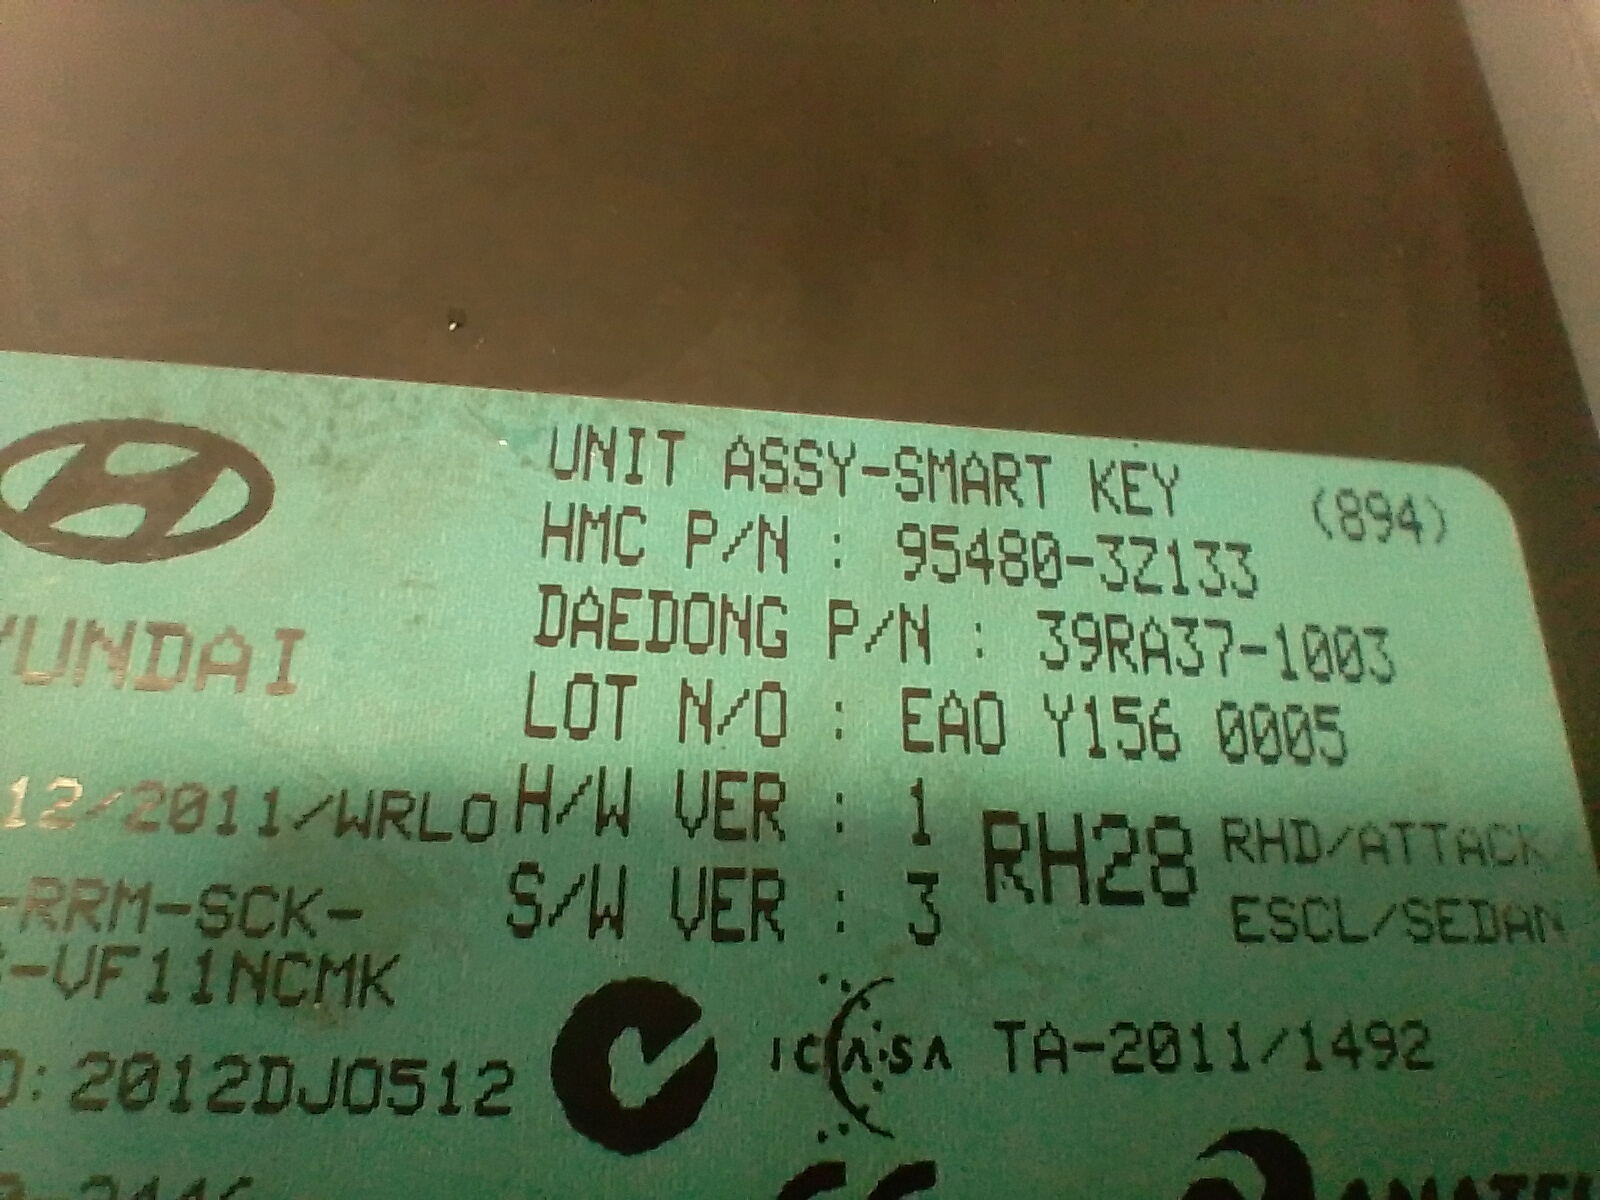 UNIT ASSY-SMART KEY (894)
HMC P/N : 95480-3Z133
DAEDONG P/N : 39RA37-1003
YUNDAI
LOT N/O : EAO Y156 0005
12/2011/WRLO
H/W VER : 1
RH28
RHD/ATTACK
-RRM-SCK-
S/W VER : 3
ESCL/SEDAN
-VF11NCMK
ICASA TA-2011/1492
:2012DJ0512